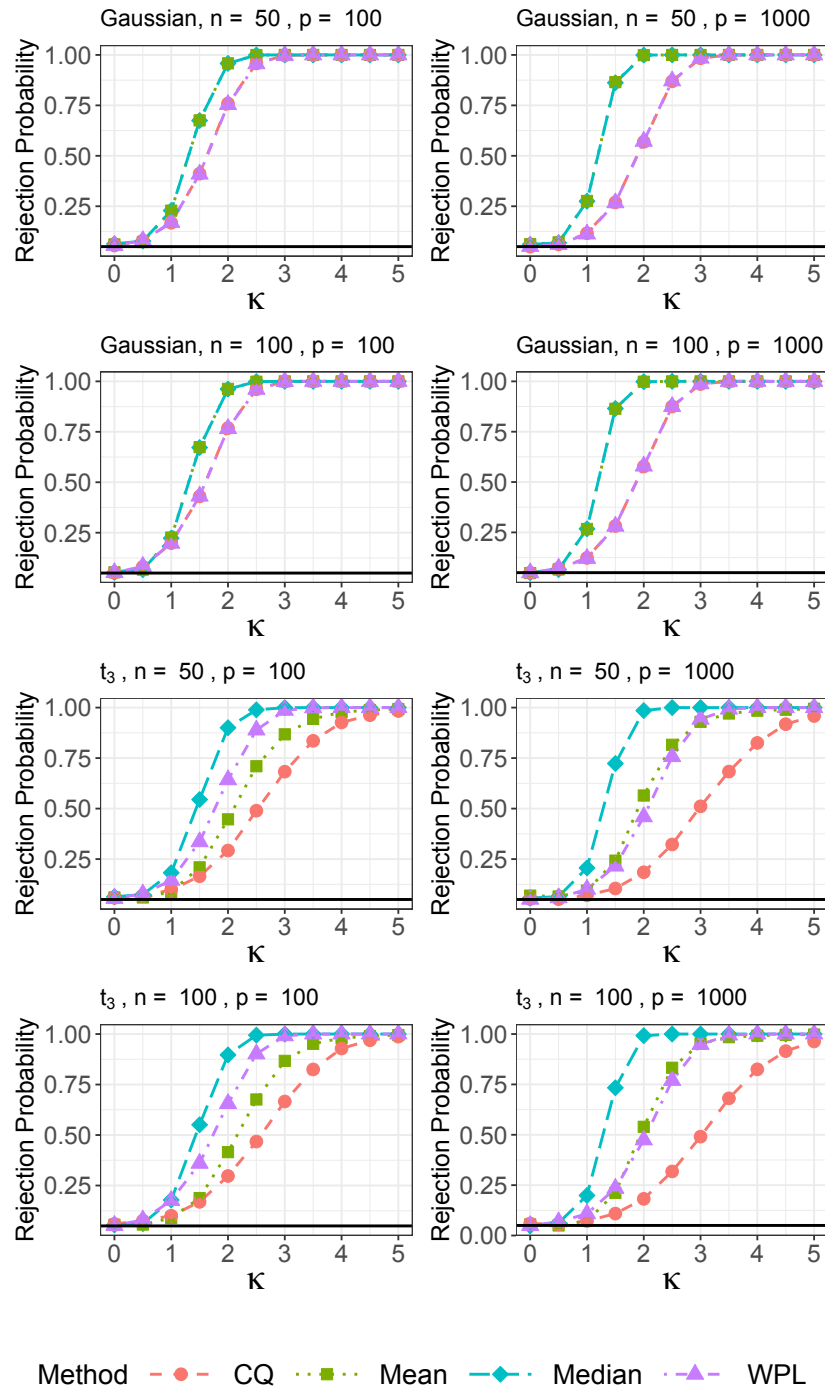 Gaussian, n = 50 , p = 100
Gaussian, n = 50 , p = 1000
Rejection Probability
1.00
0.75
0.50
0.25
0 1 2 3 4 5
κ
Rejection Probability
1.00
0.75
0.50
0.25
0 1 2 3 4 5
κ
Gaussian, n = 100 , p = 100
Gaussian, n = 100 , p = 1000
Rejection Probability
1.00
0.75
0.50
0.25
0 1 2 3 4 5
κ
Rejection Probability
1.00
0.75
0.50
0.25
0 1 2 3 4 5
κ
t₃ , n = 50 , p = 100
t₃ , n = 50 , p = 1000
Rejection Probability
1.00
0.75
0.50
0.25
0 1 2 3 4 5
κ
Rejection Probability
1.00
0.75
0.50
0.25
0 1 2 3 4 5
κ
t₃ , n = 100 , p = 100
t₃ , n = 100 , p = 1000
Rejection Probability
1.00
0.75
0.50
0.25
0 1 2 3 4 5
κ
Rejection Probability
1.00
0.75
0.50
0.25
0.00
0 1 2 3 4 5
κ
Method CQ Mean Median WPL